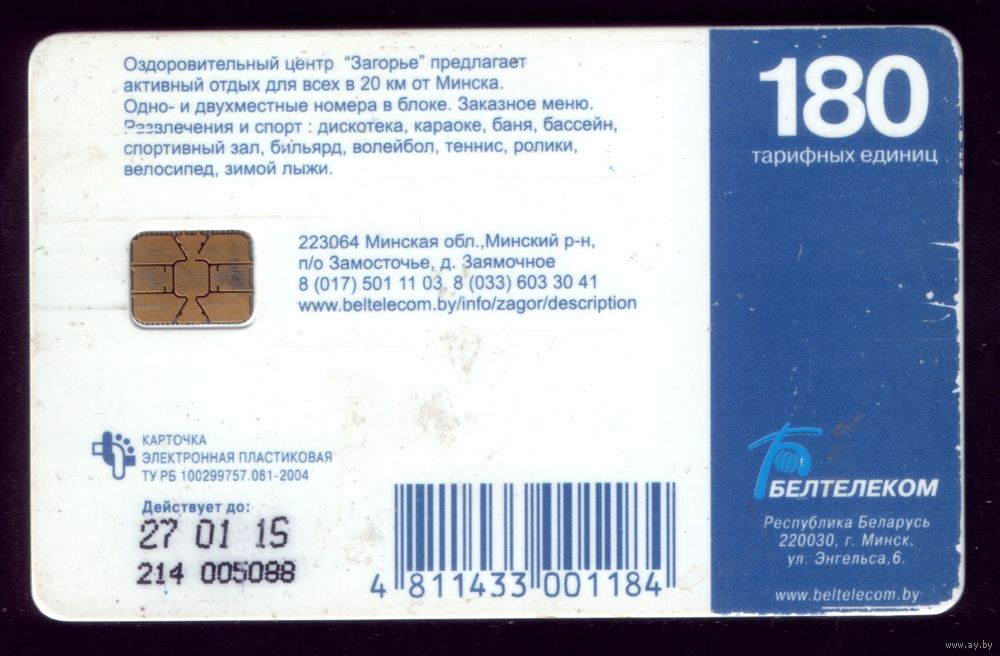 Оздоровительный центр "Загорье" предлагает
активный отдых для всех в 20 км от Минска.
Одно- и двухместные номера в блоке. Заказное меню.
Развлечения и спорт : дискотека, караоке, баня, бассейн,
спортивный зал, бильярд, волейбол, теннис, ролики,
велосипед, зимой лыжи.
180
тарифных единиц
223064 Минская обл.,Минский р-н,
п/о Замосточье, д. Заямочное
8 (017) 501 11 03, 8 (033) 603 30 41
www.beltelecom.by/info/zagor/description
КАРТОЧКА
ЭЛЕКТРОННАЯ ПЛАСТИКОВАЯ
ТУ РБ 100299757.081-2004
Действует до:
27 01 15
214 005088
4 811433 001184
БЕЛТЕЛЕКОМ
Республика Беларусь
220030, г. Минск,
ул. Энгельса,6.
www.beltelecom.by
www.ay.by